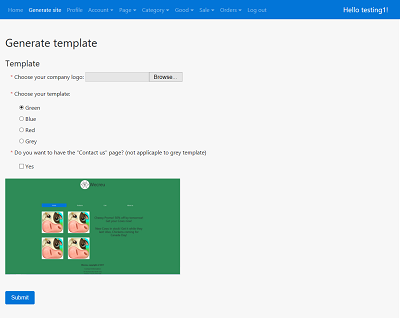 Home Generate site Profile Account Page Category Good Sale Orders Log out Hello testing1!
Generate template
Template
* Choose your company logo: Browse...
* Choose your template:
Green
Blue
Red
Grey
* Do you want to have the "Contact us" page? (not applicaple to grey template)
Yes
Submit